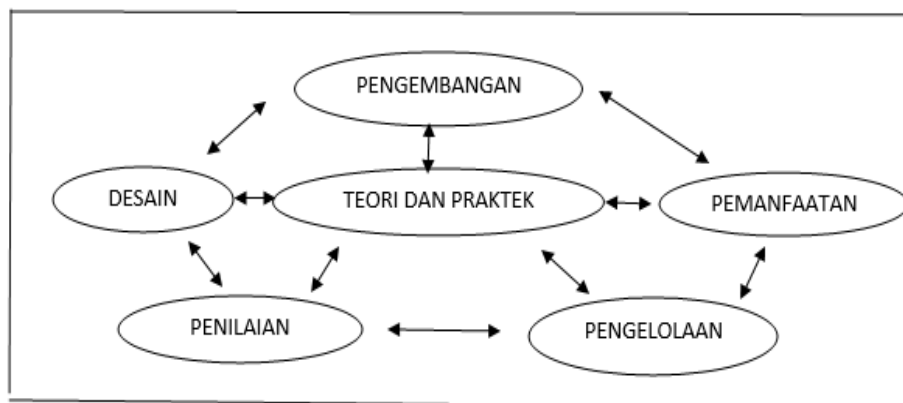 PENGEMBANGAN
DESAIN
TEORI DAN PRAKTEK
PEMANFAATAN
PENILAIAN
PENGELOLAAN